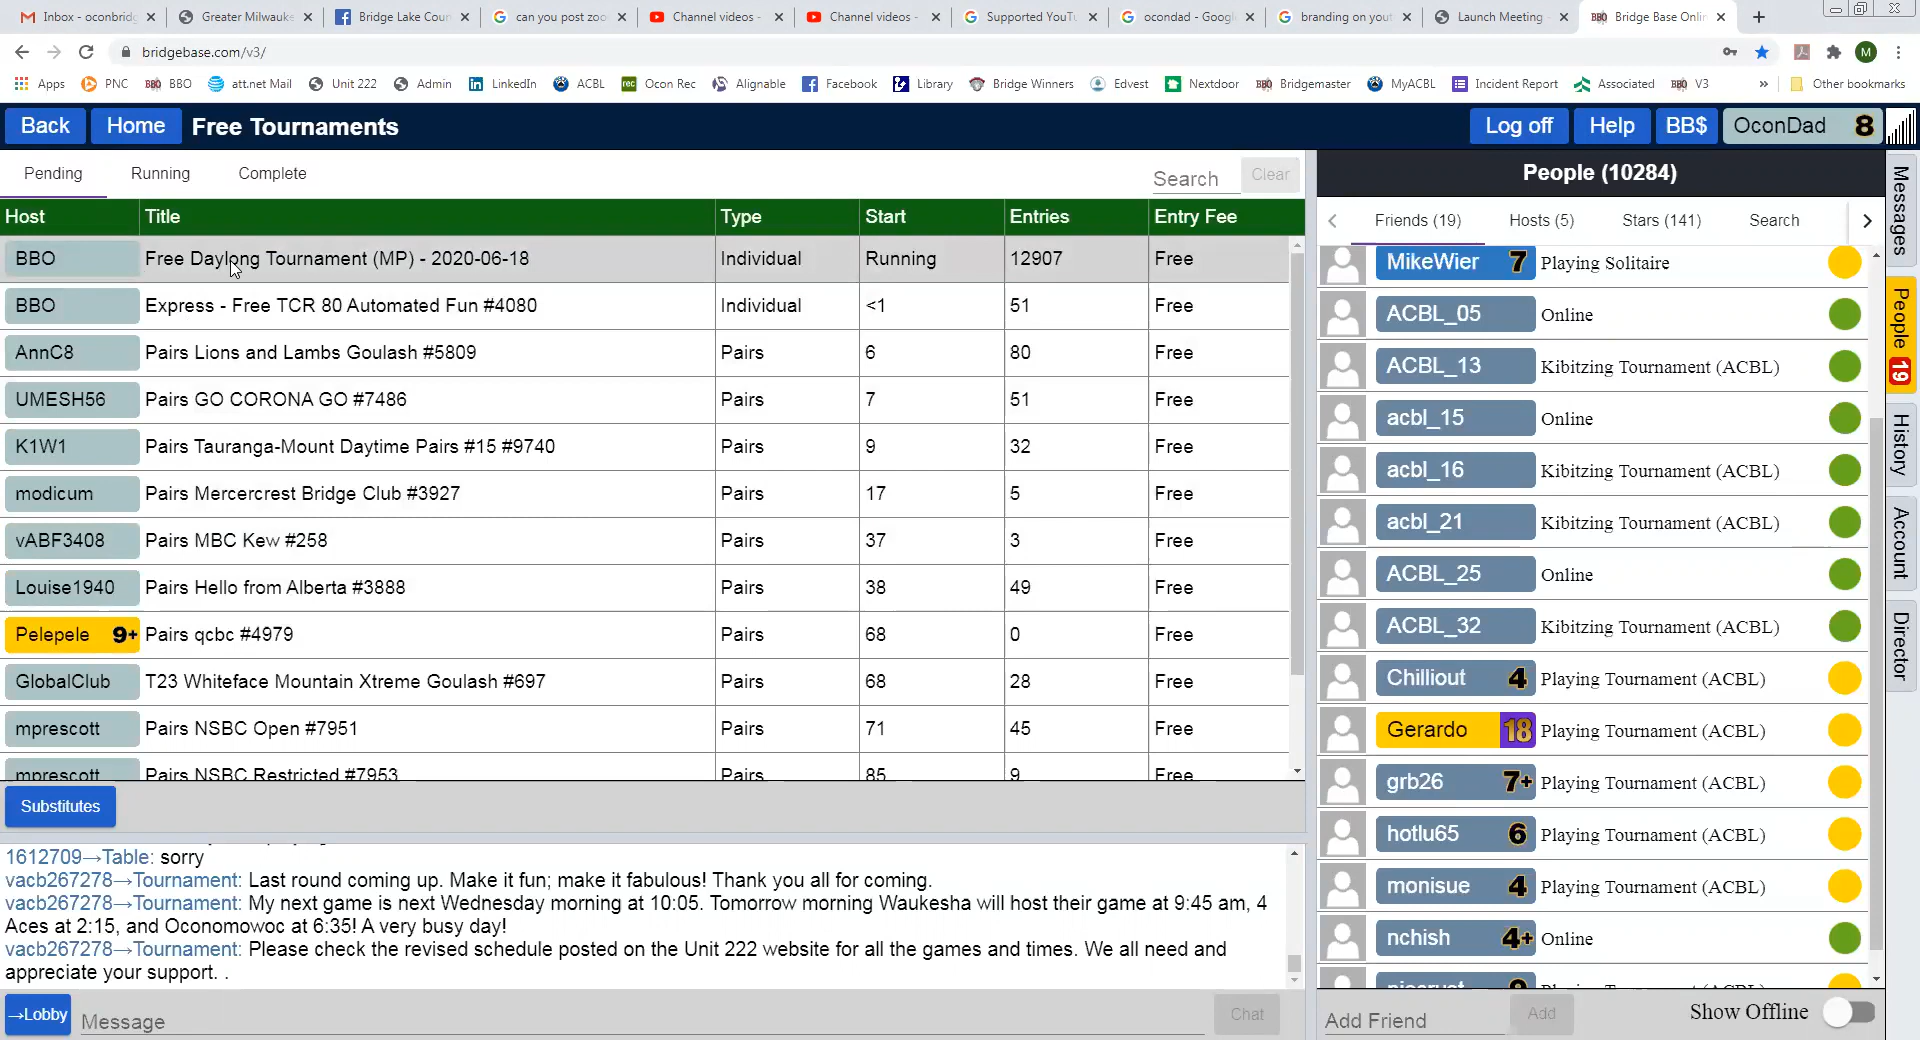 Inbox - oconbrid
Greater Milwauke
Bridge Lake Coun
can you post zoo
Channel videos -
Channel videos -
Supported YouTu
ocondad - Google
branding on yout
Launch Meeting
Bridge Base Onlin
bridgebase.com/v3/
M
Apps PNC BBO att.net Mail Unit 222 Admin LinkedIn ACBL Ocon Rec Alignable Facebook Library Bridge Winners Edvest Nextdoor Bridgemaster MyACBL Incident Report Associated V3 » Other bookmarks
Back Home Free Tournaments Log off Help BB$ OconDad 8
Pending Running Complete Search Clear
Host Title Type Start Entries Entry Fee
BBO Free Daylong Tournament (MP) - 2020-06-18 Individual Running 12907 Free
BBO Express - Free TCR 80 Automated Fun #4080 Individual <1 51 Free
AnnC8 Pairs Lions and Lambs Goulash #5809 Pairs 6 80 Free
UMESH56 Pairs GO CORONA GO #7486 Pairs 7 51 Free
K1W1 Pairs Tauranga-Mount Daytime Pairs #15 #9740 Pairs 9 32 Free
modicum Pairs Mercercrest Bridge Club #3927 Pairs 17 5 Free
vABF3408 Pairs MBC Kew #258 Pairs 37 3 Free
Louise1940 Pairs Hello from Alberta #3888 Pairs 38 49 Free
Pelepele 9+ Pairs qcbc #4979 Pairs 68 0 Free
GlobalClub T23 Whiteface Mountain Xtreme Goulash #697 Pairs 68 28 Free
mprescott Pairs NSBC Open #7951 Pairs 71 45 Free
mprescott Pairs NSBC Restricted #7953 Pairs 85 9 Free
Substitutes
1612709→Table: sorry
vacb267278→Tournament: Last round coming up. Make it fun; make it fabulous! Thank you all for coming.
vacb267278→Tournament: My next game is next Wednesday morning at 10:05. Tomorrow morning Waukesha will host their game at 9:45 am, 4
Aces at 2:15, and Oconomowoc at 6:35! A very busy day!
vacb267278→Tournament: Please check the revised schedule posted on the Unit 222 website for all the games and times. We all need and
appreciate your support. .
→Lobby Message Chat
People (10284)
Friends (19) Hosts (5) Stars (141) Search
MikeWier 7 Playing Solitaire
ACBL_05 Online
ACBL_13 Kibitzing Tournament (ACBL)
acbl_15 Online
acbl_16 Kibitzing Tournament (ACBL)
acbl_21 Kibitzing Tournament (ACBL)
ACBL_25 Online
ACBL_32 Kibitzing Tournament (ACBL)
Chilliout 4 Playing Tournament (ACBL)
Gerardo 18 Playing Tournament (ACBL)
grb26 7+ Playing Tournament (ACBL)
hotlu65 6 Playing Tournament (ACBL)
monisue 4 Playing Tournament (ACBL)
nchish 4+ Online
Add Friend Add Show Offline
Messages
People 19
History
Account
Director